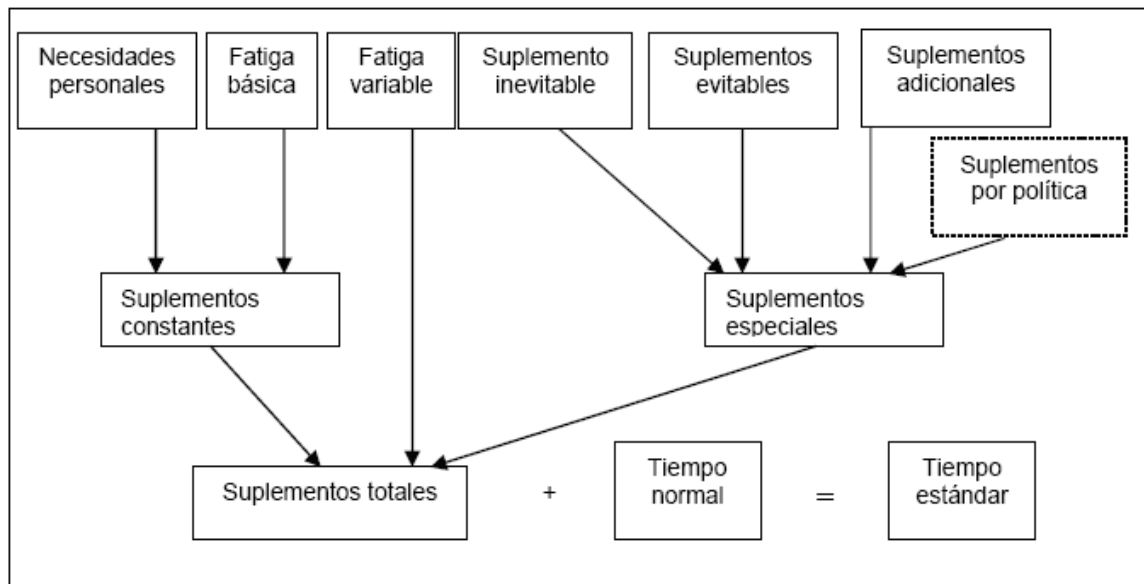 Necesidades
personales
Fatiga
básica
Fatiga
variable
Suplemento
inevitable
Suplementos
evitables
Suplementos
adicionales
Suplementos
por política
Suplementos
constantes
Suplementos
especiales
Suplementos totales
+
Tiempo
normal
=
Tiempo
estándar